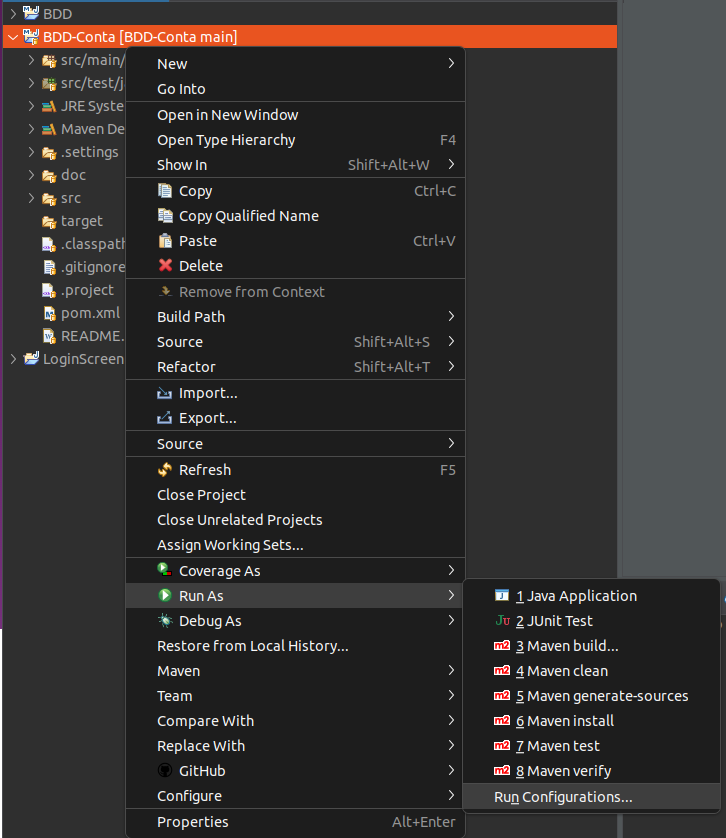 BDD
BDD-Conta [BDD-Conta main]
src/main/
src/test/j
JRE Syste
Maven De
.settings
doc
src
target
.classpath
.gitignore
.project
pom.xml
README.
LoginScreen
New
Go Into
Open in New Window
Open Type Hierarchy F4
Show In Shift+Alt+W
Copy Ctrl+C
Copy Qualified Name
Paste Ctrl+V
Delete
Remove from Context
Build Path
Source Shift+Alt+S
Refactor Shift+Alt+T
Import...
Export...
Source
Refresh F5
Close Project
Close Unrelated Projects
Assign Working Sets...
Coverage As
Run As
Debug As
Restore from Local History...
Maven
Team
Compare With
Replace With
GitHub
Configure
Properties Alt+Enter
1 Java Application
Ju 2 JUnit Test
m2 3 Maven build...
m2 4 Maven clean
m2 5 Maven generate-sources
m2 6 Maven install
m2 7 Maven test
m2 8 Maven verify
Run Configurations...